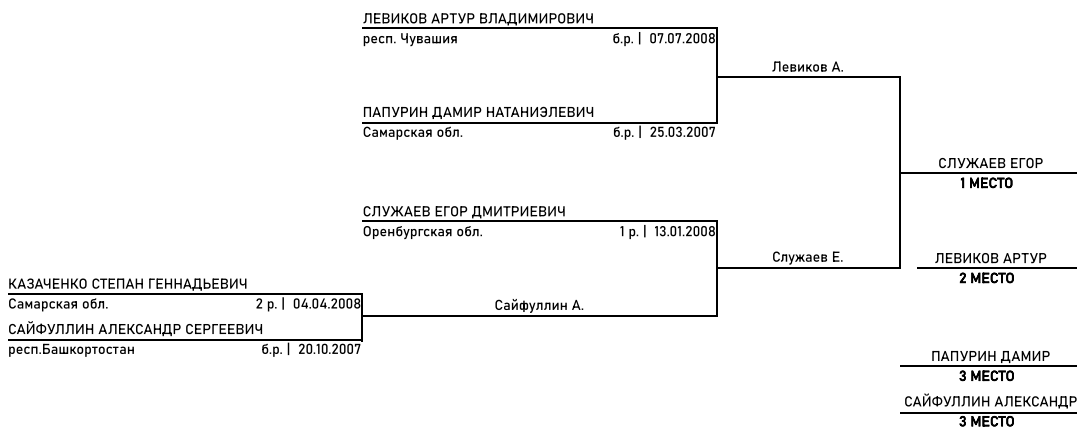 ЛЕВИКОВ АРТУР ВЛАДИМИРОВИЧ
респ. Чувашия б.р. | 07.07.2008
Левиков А.
ПАПУРИН ДАМИР НАТАНИЭЛЕВИЧ
Самарская обл. б.р. | 25.03.2007
СЛУЖАЕВ ЕГОР
1 МЕСТО
СЛУЖАЕВ ЕГОР ДМИТРИЕВИЧ
Оренбургская обл. 1 р. | 13.01.2008
Служаев Е.
ЛЕВИКОВ АРТУР
2 МЕСТО
КАЗАЧЕНКО СТЕПАН ГЕННАДЬЕВИЧ
Самарская обл. 2 р. | 04.04.2008
Сайфуллин А.
САЙФУЛЛИН АЛЕКСАНДР СЕРГЕЕВИЧ
респ.Башкортостан б.р. | 20.10.2007
ПАПУРИН ДАМИР
3 МЕСТО
САЙФУЛЛИН АЛЕКСАНДР
3 МЕСТО